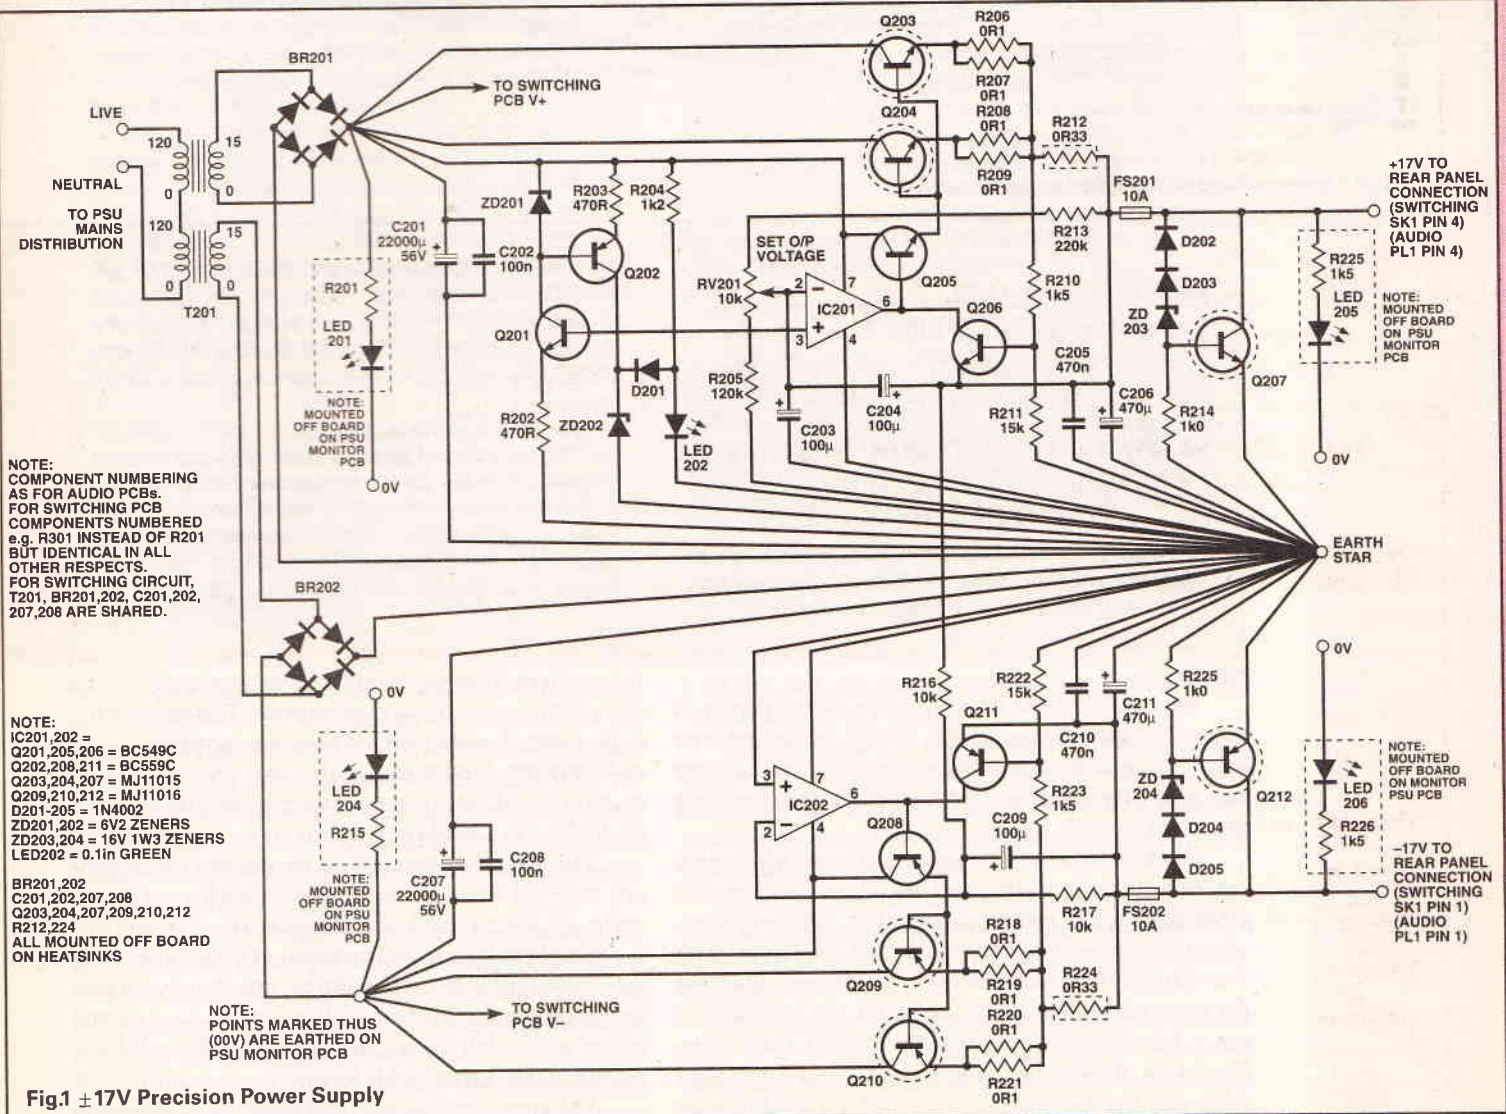 BR201
LIVE
120
15
0
0
NEUTRAL
TO PSU
MAINS
DISTRIBUTION
120
15
0
0
T201
TO SWITCHING
PCB V+
R201
LED
201
NOTE:
MOUNTED
OFF BOARD
ON PSU
MONITOR
PCB
0V
C201
22000µ
56V
+
C202
100n
ZD201
R203
470R
R204
1k2
Q202
Q201
R202
470R
ZD202
D201
LED
202
SET O/P
VOLTAGE
RV201
10k
R205
120k
2
−
7
IC201
6
+
3
4
+
C203
100µ
C204
100µ
+
Q203
Q204
Q205
Q206
R206
0R1
R207
0R1
R208
0R1
R209
0R1
R212
0R33
R213
220k
R210
1k5
R211
15k
C205
470n
+
C206
470µ
FS201
10A
D202
D203
ZD
203
R214
1k0
Q207
R225
1k5
LED
205
0V
NOTE:
MOUNTED
OFF BOARD
ON PSU
MONITOR
PCB
+17V TO
REAR PANEL
CONNECTION
(SWITCHING
SK1 PIN 4)
(AUDIO
PL1 PIN 4)
EARTH
STAR
NOTE:
COMPONENT NUMBERING
AS FOR AUDIO PCBs.
FOR SWITCHING PCB
COMPONENTS NUMBERED
e.g. R301 INSTEAD OF R201
BUT IDENTICAL IN ALL
OTHER RESPECTS.
FOR SWITCHING CIRCUIT,
T201, BR201,202, C201,202,
207,208 ARE SHARED.
BR202
NOTE:
IC201,202 =
Q201,205,206 = BC549C
Q202,208,211 = BC559C
Q203,204,207 = MJ11015
Q209,210,212 = MJ11016
D201-205 = 1N4002
ZD201,202 = 6V2 ZENERS
ZD203,204 = 16V 1W3 ZENERS
LED202 = 0.1in GREEN
BR201,202
C201,202,207,208
Q203,204,207,209,210,212
R212,224
ALL MOUNTED OFF BOARD
ON HEATSINKS
0V
LED
204
R215
NOTE:
MOUNTED
OFF BOARD
ON PSU
MONITOR
PCB
+
C207
22000µ
56V
C208
100n
NOTE:
POINTS MARKED THUS
(00V) ARE EARTHED ON
PSU MONITOR PCB
TO SWITCHING
PCB V−
3
+
7
IC202
6
2
−
4
R216
10k
Q211
Q208
Q209
Q210
R222
15k
R223
1k5
C210
470n
+
C211
470µ
C209
100µ
+
R217
10k
R218
0R1
R219
0R1
R220
0R1
R221
0R1
R224
0R33
FS202
10A
R225
1k0
ZD
204
D204
D205
Q212
0V
LED
206
R226
1k5
NOTE:
MOUNTED
OFF BOARD
ON MONITOR
PSU PCB
−17V TO
REAR PANEL
CONNECTION
(SWITCHING
SK1 PIN 1)
(AUDIO
PL1 PIN 1)
Fig.1 ±17V Precision Power Supply